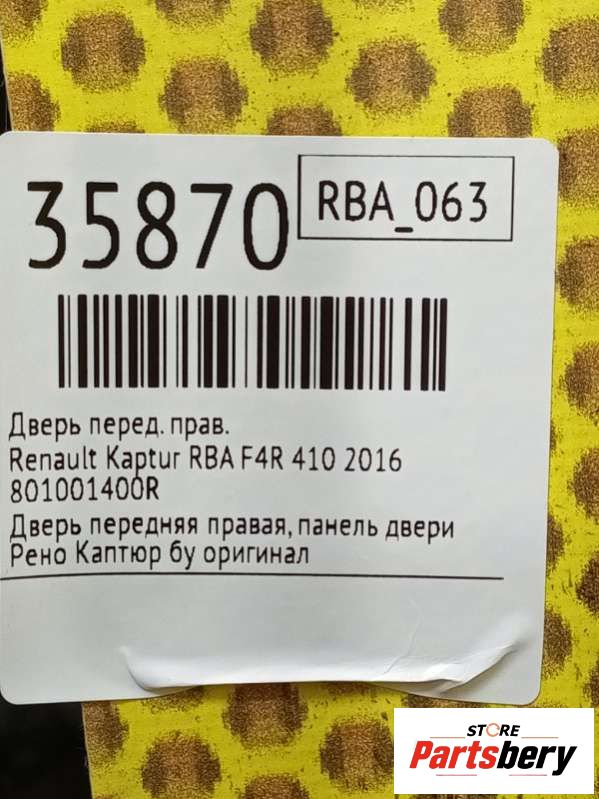 35870
RBA_063
Дверь перед. прав.
Renault Kaptur RBA F4R 410 2016
801001400R
Дверь передняя правая, панель двери
Рено Каптюр бу оригинал
STORE
Partsbery